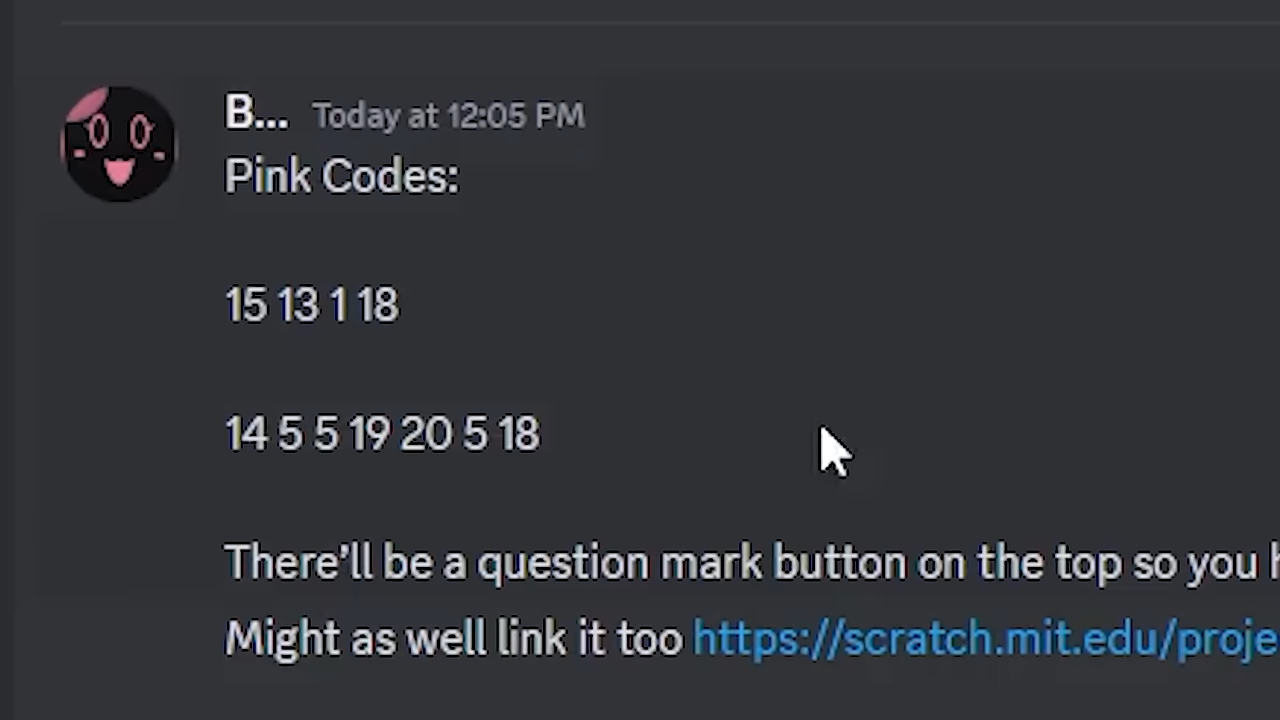 B... Today at 12:05 PM
Pink Codes:
15 13 1 18
14 5 5 19 20 5 18
There’ll be a question mark button on the top so you
Might as well link it too https://scratch.mit.edu/proje